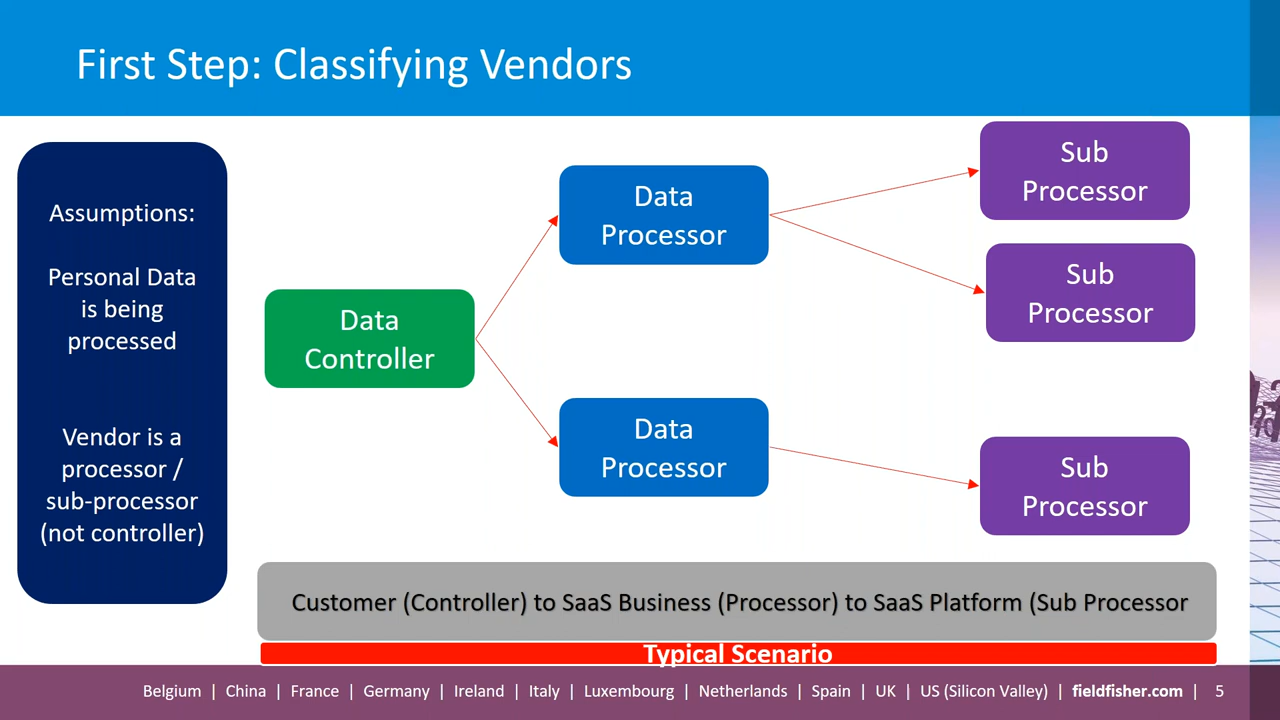 First Step: Classifying Vendors
Assumptions:
Personal Data
is being
processed
Vendor is a
processor /
sub-processor
(not controller)
Data
Controller
Data
Processor
Data
Processor
Sub
Processor
Sub
Processor
Sub
Processor
Customer (Controller) to SaaS Business (Processor) to SaaS Platform (Sub Processor
Typical Scenario
Belgium | China | France | Germany | Ireland | Italy | Luxembourg | Netherlands | Spain | UK | US (Silicon Valley) | fieldfisher.com | 5